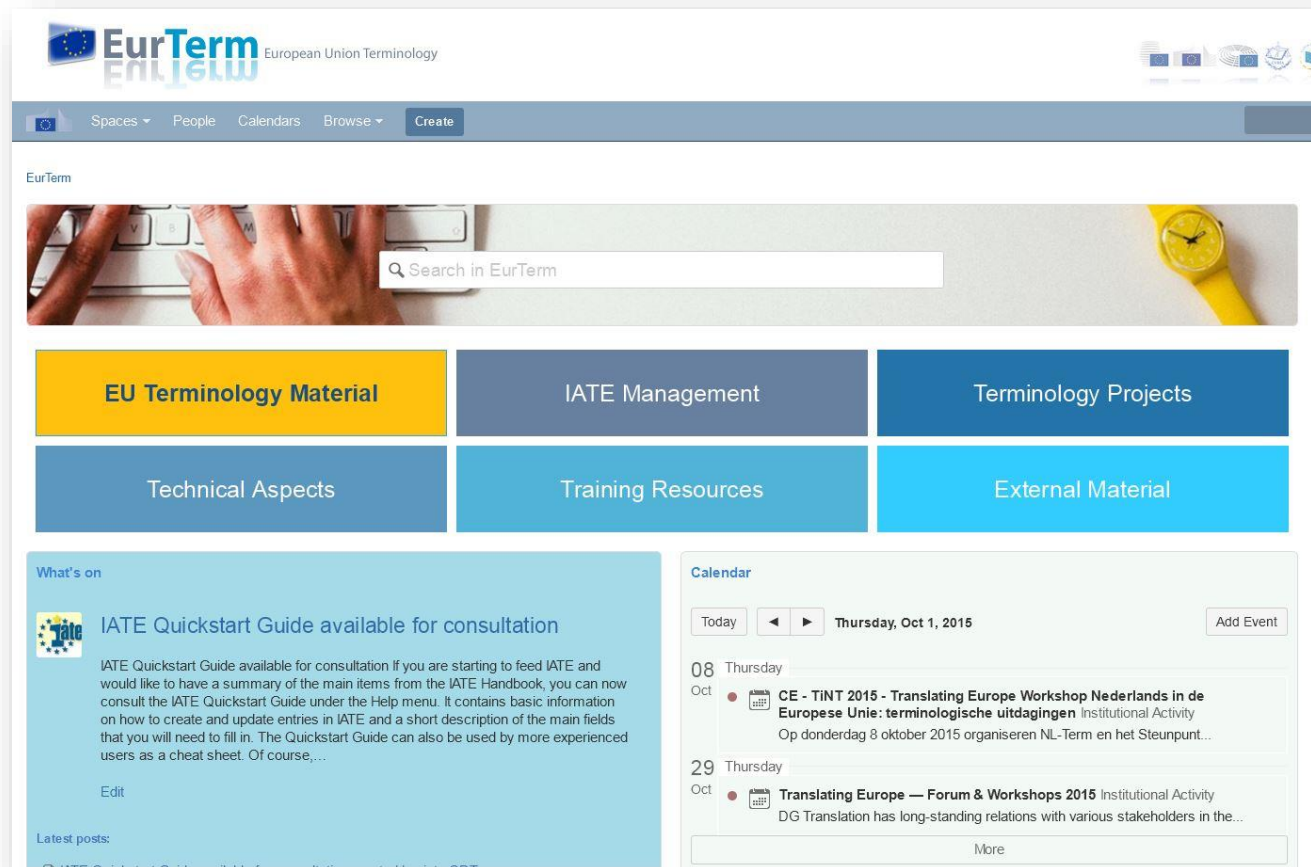 EurTerm European Union Terminology
Spaces People Calendars Browse Create
EurTerm
Search in EurTerm
EU Terminology Material
IATE Management
Terminology Projects
Technical Aspects
Training Resources
External Material
What's on
Iate
IATE Quickstart Guide available for consultation
IATE Quickstart Guide available for consultation If you are starting to feed IATE and
would like to have a summary of the main items from the IATE Handbook, you can now
consult the IATE Quickstart Guide under the Help menu. It contains basic information
on how to create and update entries in IATE and a short description of the main fields
that you will need to fill in. The Quickstart Guide can also be used by more experienced
users as a cheat sheet. Of course,...
Edit
Latest posts:
Calendar
Today Thursday, Oct 1, 2015 Add Event
08 Thursday
Oct
CE - TiNT 2015 - Translating Europe Workshop Nederlands in de
Europese Unie: terminologische uitdagingen Institutional Activity
Op donderdag 8 oktober 2015 organiseren NL-Term en het Steunpunt...
29 Thursday
Oct
Translating Europe — Forum & Workshops 2015 Institutional Activity
DG Translation has long-standing relations with various stakeholders in the...
More